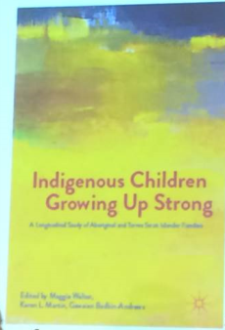 Indigenous Children
Growing Up Strong
A Longitudinal Study of Aboriginal and Torres Strait Islander Families
Edited by Maggie Walter,
Karen L. Martin, Gawaian Bodkin-Andrews